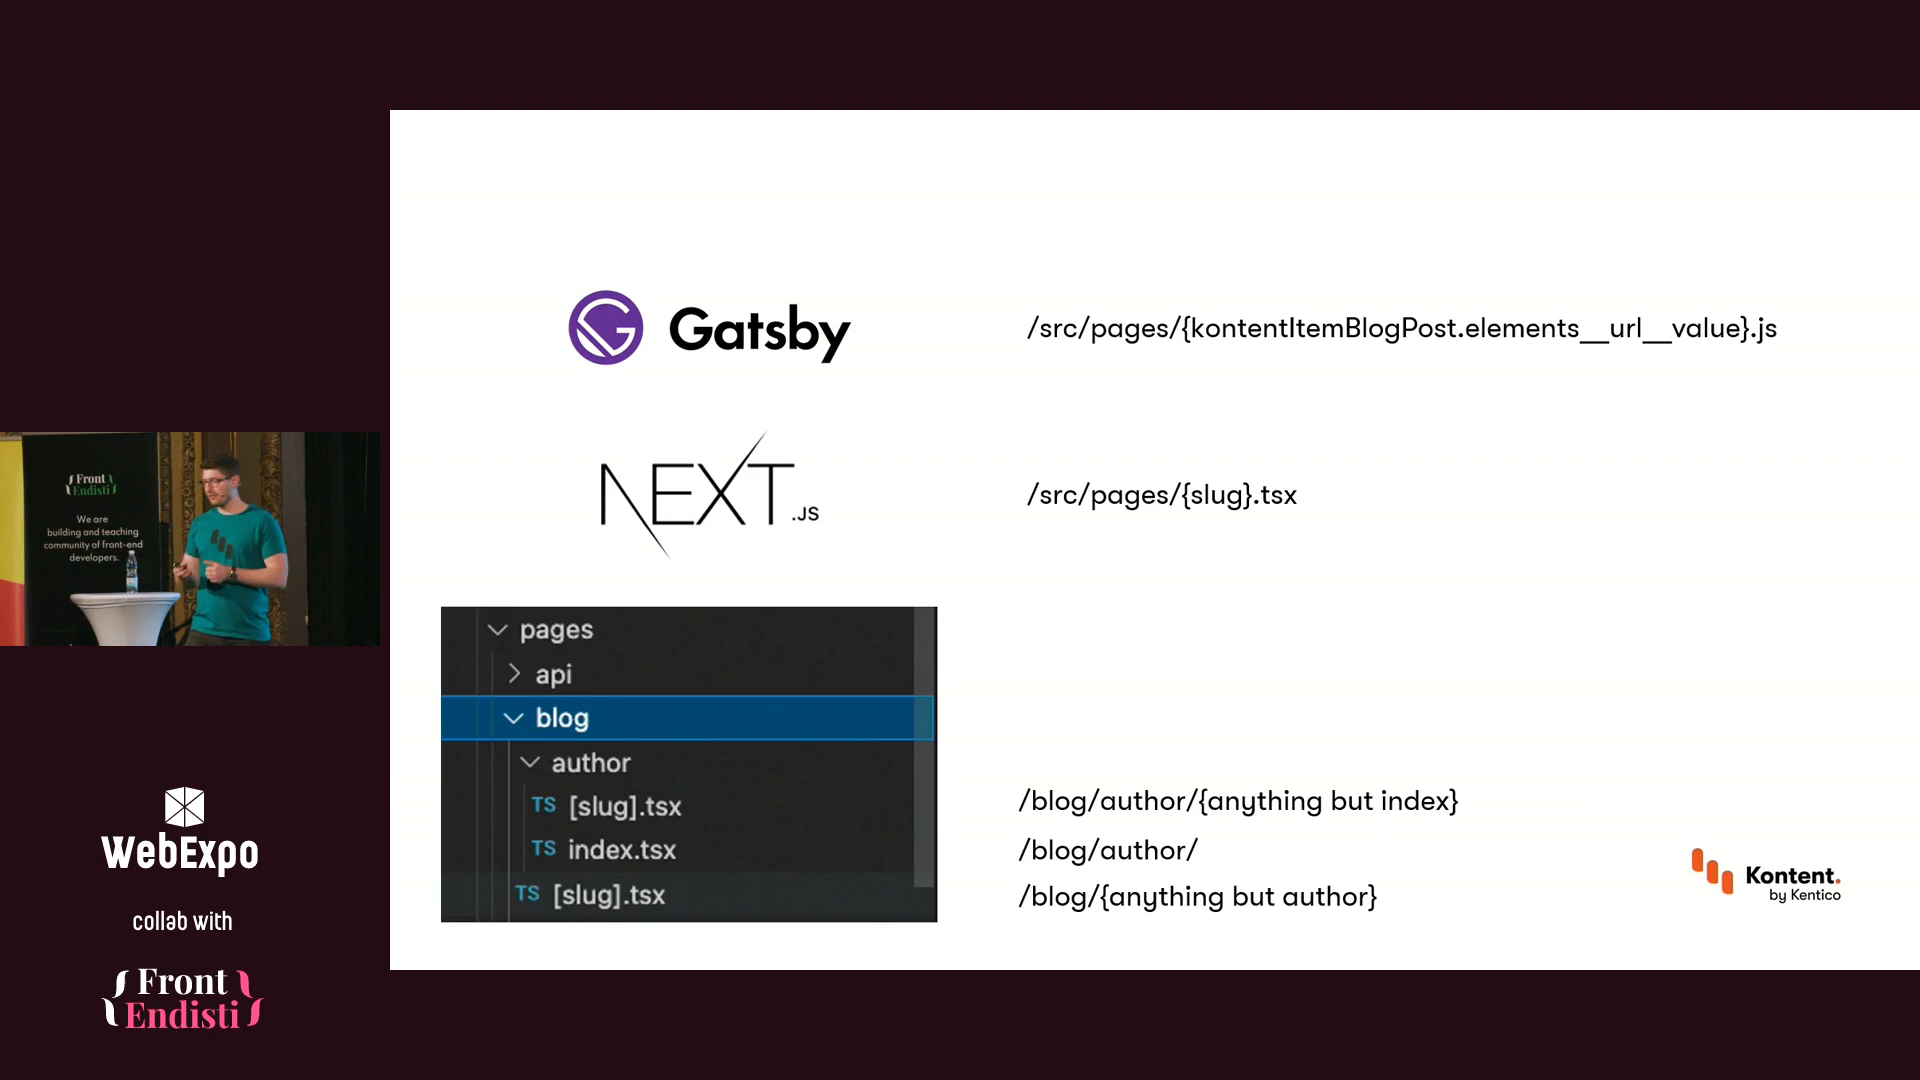 Gatsby
/src/pages/{kontentItemBlogPost.elements__url__value}.js
NEXT.JS
/src/pages/{slug}.tsx
pages
api
blog
author
TS [slug].tsx
TS index.tsx
TS [slug].tsx
/blog/author/{anything but index}
/blog/author/
/blog/{anything but author}
Kontent.
by Kentico
{Front
Endisti}
We are
building and teaching
community of front-end
developers.
WebExpo
collab with
{Front
Endisti}